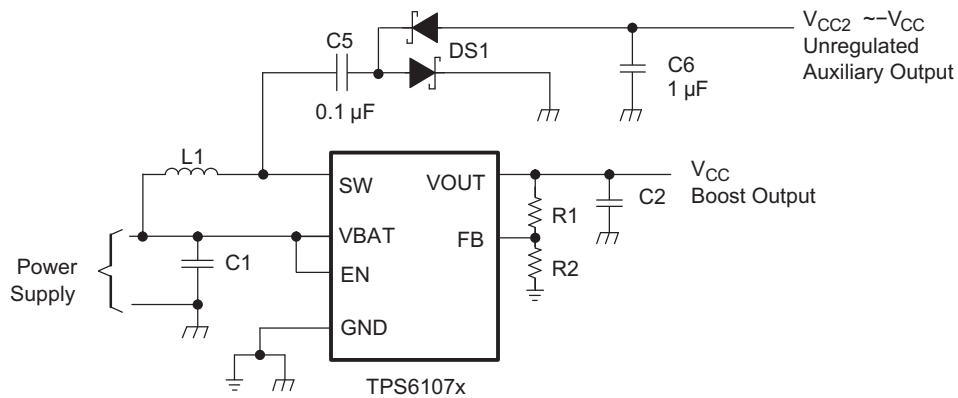 C5
0.1 µF
DS1
C6
1 µF
VCC2 ~–VCC
Unregulated
Auxiliary Output
L1
SW
VOUT
VBAT
FB
EN
GND
R1
R2
C2
VCC
Boost Output
Power
Supply
C1
TPS6107x